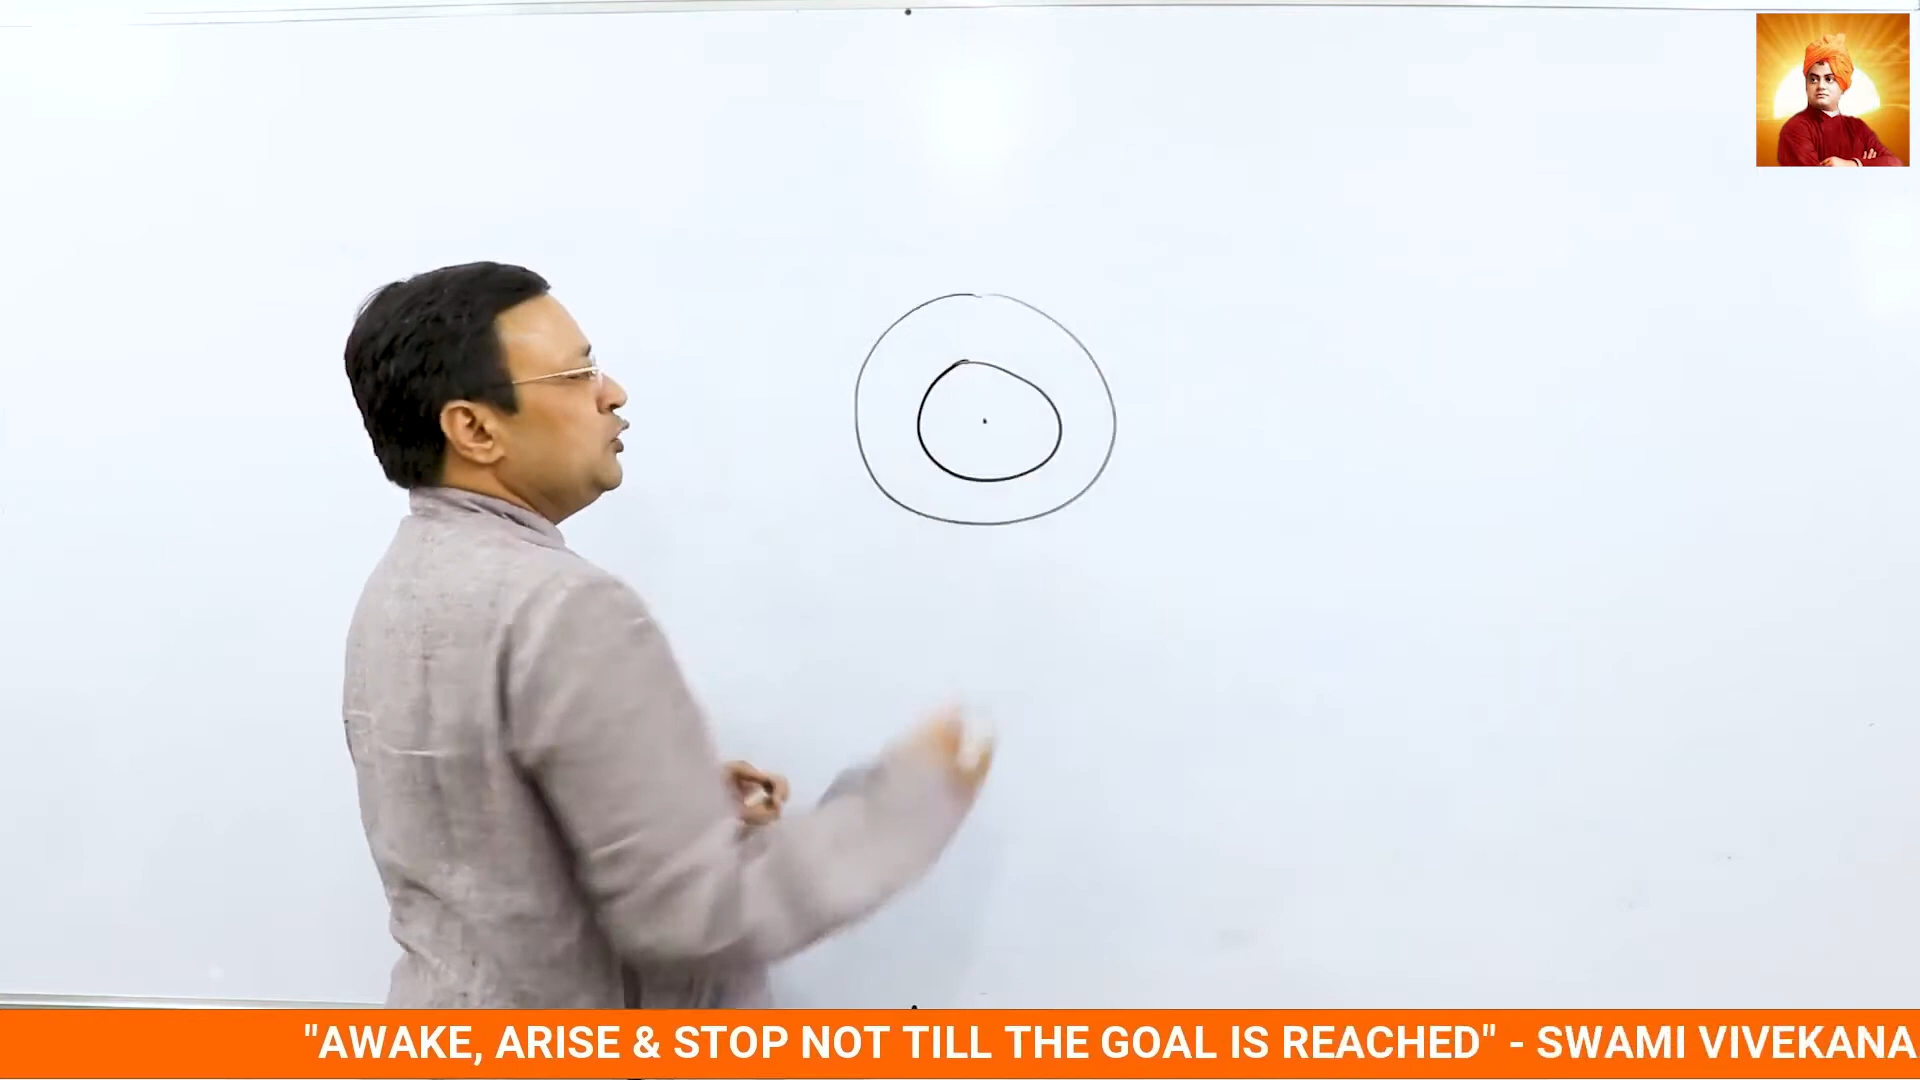 "AWAKE, ARISE & STOP NOT TILL THE GOAL IS REACHED" - SWAMI VIVEKANA